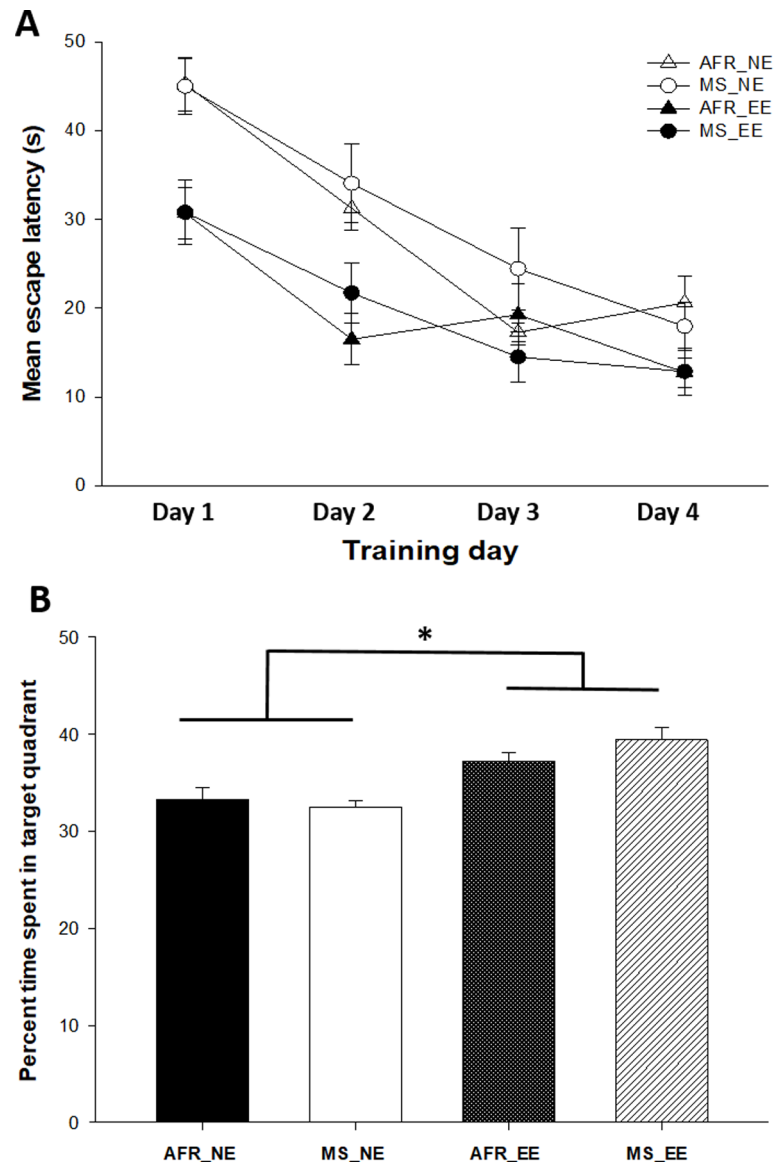 A
50
40
30
20
10
0
Mean escape latency (s)
AFR_NE
MS_NE
AFR_EE
MS_EE
Day 1 Day 2 Day 3 Day 4
Training day
B
50
40
30
20
10
0
Percent time spent in target quadrant
*
AFR_NE MS_NE AFR_EE MS_EE